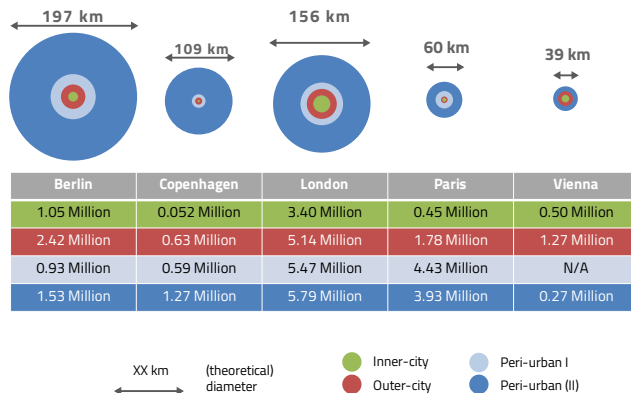 197 km
109 km
156 km
60 km
39 km
Berlin Copenhagen London Paris Vienna
1.05 Million 0.052 Million 3.40 Million 0.45 Million 0.50 Million
2.42 Million 0.63 Million 5.14 Million 1.78 Million 1.27 Million
0.93 Million 0.59 Million 5.47 Million 4.43 Million N/A
1.53 Million 1.27 Million 5.79 Million 3.93 Million 0.27 Million
XX km (theoretical) Inner-city Peri-urban I
diameter Outer-city Peri-urban (II)